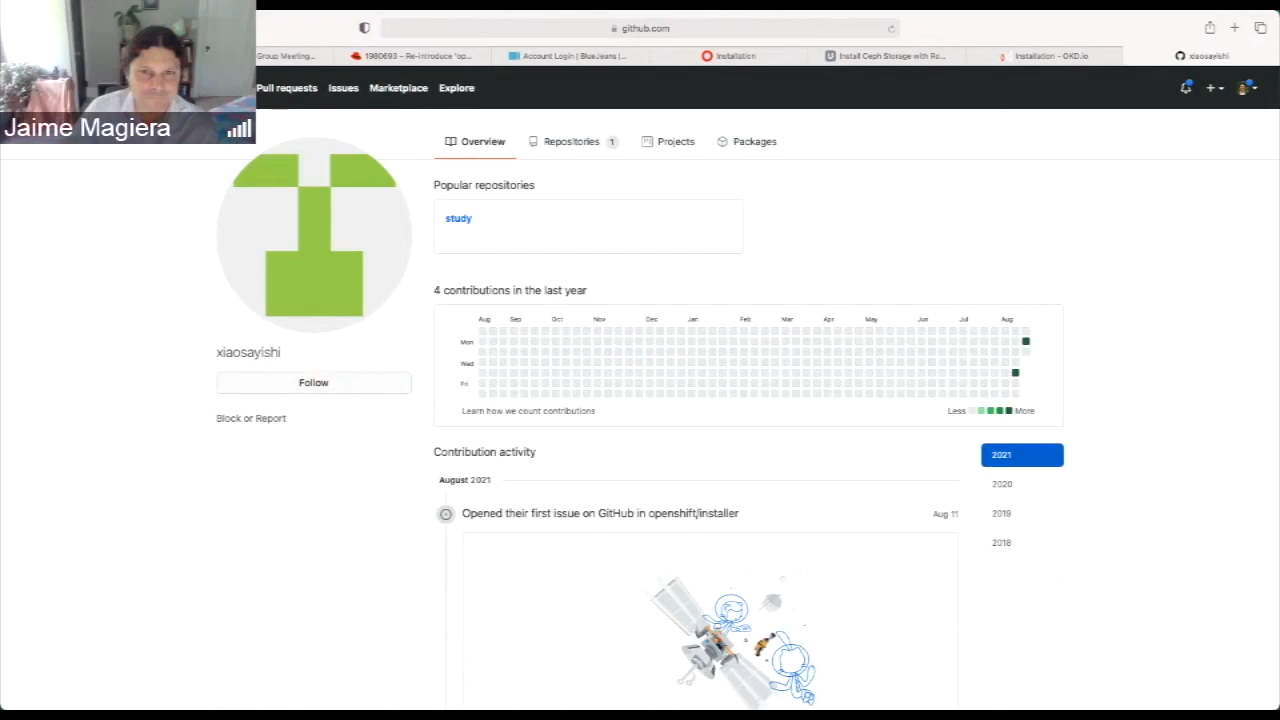 github.com
Group Meeting...
1980693 – Re-introduce 'op...
Account Login | BlueJeans |...
Installation
Install Ceph Storage with Ro...
Installation - OKD.io
xiaosayishi
Pull requests Issues Marketplace Explore
Jaime Magiera
Overview Repositories 1 Projects Packages
Popular repositories
study
4 contributions in the last year
Aug Sep Oct Nov Dec Jan Feb Mar Apr May Jun Jul Aug
Mon
Wed
Fri
Learn how we count contributions Less More
xiaosayishi
Follow
Block or Report
Contribution activity
2021
2020
2019
2018
August 2021
Opened their first issue on GitHub in openshift/installer Aug 11